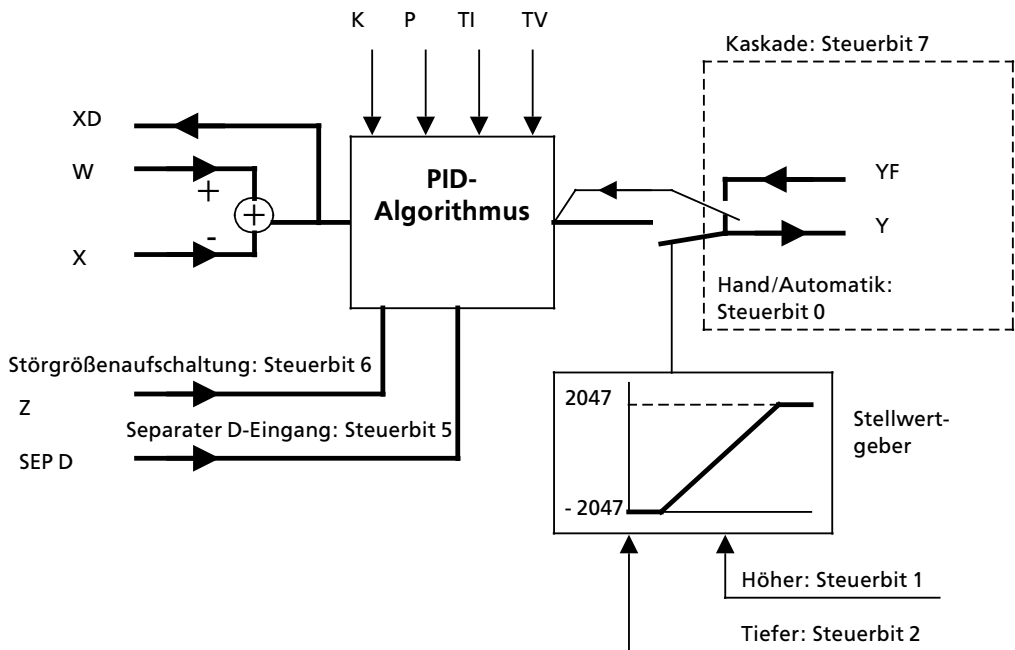 K P TI TV
Kaskade: Steuerbit 7
XD
W
+
PID-
Algorithmus
YF
+
Y
-
X
Hand/Automatik:
Steuerbit 0
Störgrößenaufschaltung: Steuerbit 6
Z
Separater D-Eingang: Steuerbit 5
SEP D
2047
Stellwert-
geber
- 2047
Höher: Steuerbit 1
Tiefer: Steuerbit 2